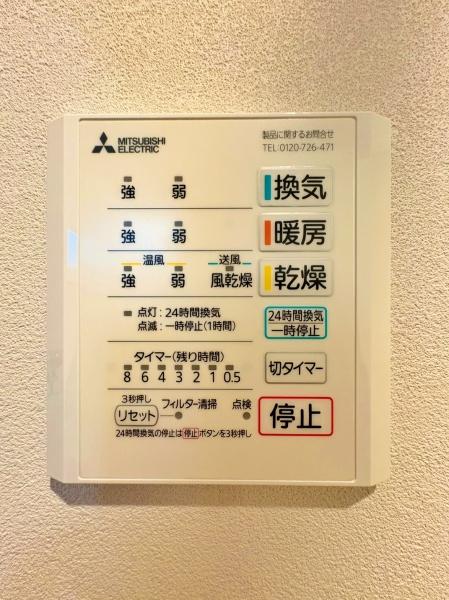 MITSUBISHI
ELECTRIC
製品に関するお問合せ
TEL:0120-726-471
強 弱 換気
強 弱 暖房
温風 送風
強 弱 風乾燥 乾燥
点灯:24時間換気
点滅:一時停止(1時間)
24時間換気
一時停止
タイマー(残り時間)
8 6 4 3 2 1 0.5
切タイマー
3秒押し
リセット フィルター清掃 点検
停止
24時間換気の停止は停止ボタンを3秒押し